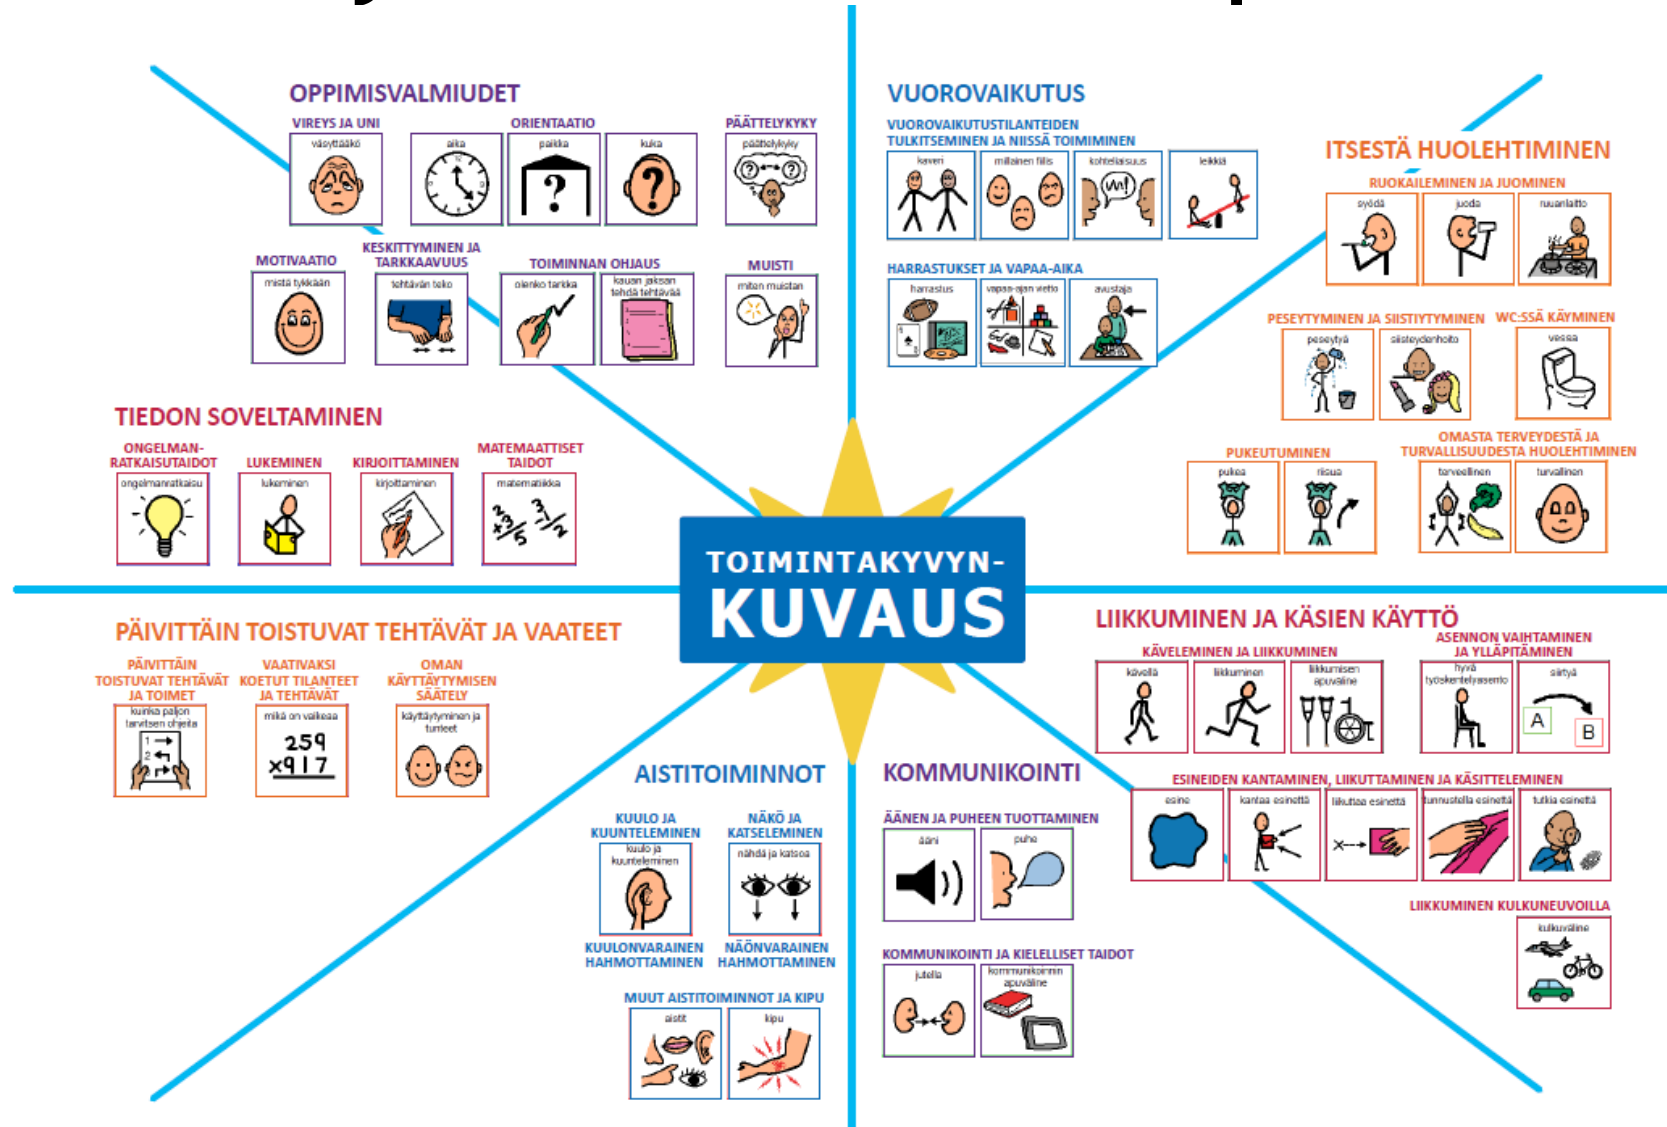 OPPIMISVALMIUDET
VIREYS JA UNI
väsyttääkö
ORIENTAATIO
aika
paikka
kuka
PÄÄTTELYKYKY
päättelykyky
MOTIVAATIO
mistä tykkään
KESKITTYMINEN JA
TARKKAAVUUS
tehtävän teko
TOIMINNAN OHJAUS
olenko tarkka
kauan jaksan
tehdä tehtävää
MUISTI
miten muistan
VUOROVAIKUTUS
VUOROVAIKUTUSTILANTEIDEN
TULKITSEMINEN JA NIISSÄ TOIMIMINEN
kaveri
millainen fiilis
kohteliaisuus
leikkiä
HARRASTUKSET JA VAPAA-AIKA
harrastus
vapaa-ajan vietto
avustaja
ITSESTÄ HUOLEHTIMINEN
RUOKAILEMINEN JA JUOMINEN
syödä
juoda
ruuanlaitto
PESEYTYMINEN JA SIISTIYTYMINEN
peseytyä
siisteydenhoito
WC:SSÄ KÄYMINEN
vessa
PUKEUTUMINEN
pukea
riisua
OMASTA TERVEYDESTÄ JA
TURVALLISUUDESTA HUOLEHTIMINEN
terveellinen
turvallinen
TIEDON SOVELTAMINEN
ONGELMAN-
RATKAISUTAIDOT
ongelmanratkaisu
LUKEMINEN
lukeminen
KIRJOITTAMINEN
kirjoittaminen
MATEMAATTISET
TAIDOT
matematiikka
2 +3 5
3 -1 2
TOIMINTAKYVYN-
KUVAUS
PÄIVITTÄIN TOISTUVAT TEHTÄVÄT JA VAATEET
PÄIVITTÄIN
TOISTUVAT TEHTÄVÄT
JA TOIMET
kuinka paljon
tarvitsen ohjeita
1
2
3
VAATIVAKSI
KOETUT TILANTEET
JA TEHTÄVÄT
mikä on vaikeaa
259
x917
OMAN
KÄYTTÄYTYMISEN
SÄÄTELY
käyttäytyminen ja
tunteet
LIIKKUMINEN JA KÄSIEN KÄYTTÖ
KÄVELEMINEN JA LIIKKUMINEN
kävellä
liikkuminen
liikkumisen
apuväline
ASENNON VAIHTAMINEN
JA YLLÄPITÄMINEN
hyvä
työskentelyasento
siirtyä
A
B
ESINEIDEN KANTAMINEN, LIIKUTTAMINEN JA KÄSITTELEMINEN
esine
kantaa esinettä
liikuttaa esinettä
tunnustella esinettä
tutkia esinettä
LIIKKUMINEN KULKUNEUVOILLA
kulkuväline
AISTITOIMINNOT
KUULO JA
KUUNTELEMINEN
kuulo ja
kuunteleminen
KUULONVARAINEN
HAHMOTTAMINEN
NÄKÖ JA
KATSELEMINEN
nähdä ja katsoa
NÄÖNVARAINEN
HAHMOTTAMINEN
MUUT AISTITOIMINNOT JA KIPU
aistit
kipu
KOMMUNIKOINTI
ÄÄNEN JA PUHEEN TUOTTAMINEN
ääni
puhe
KOMMUNIKOINTI JA KIELELLISET TAIDOT
jutella
kommunikoinnin
apuväline